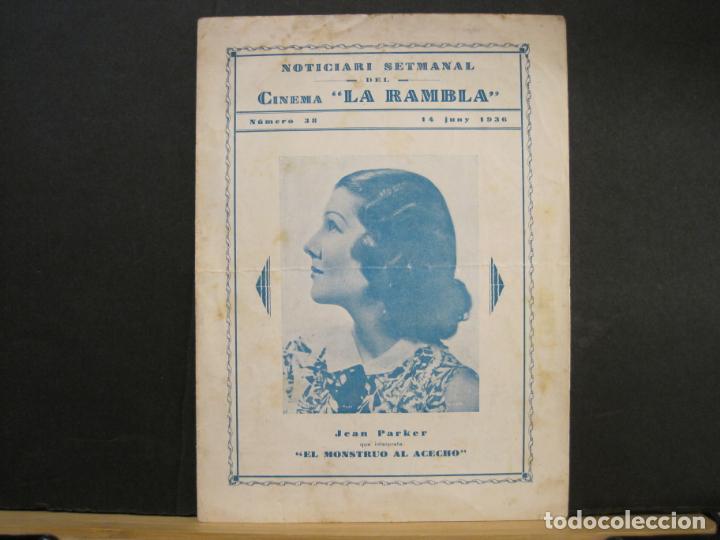 NOTICIARI SETMANAL
DEL
CINEMA "LA RAMBLA"
Número 38 14 juny 1936
Jean Parker
que interpreta
"EL MONSTRUO AL ACECHO"
todocoleccion.net